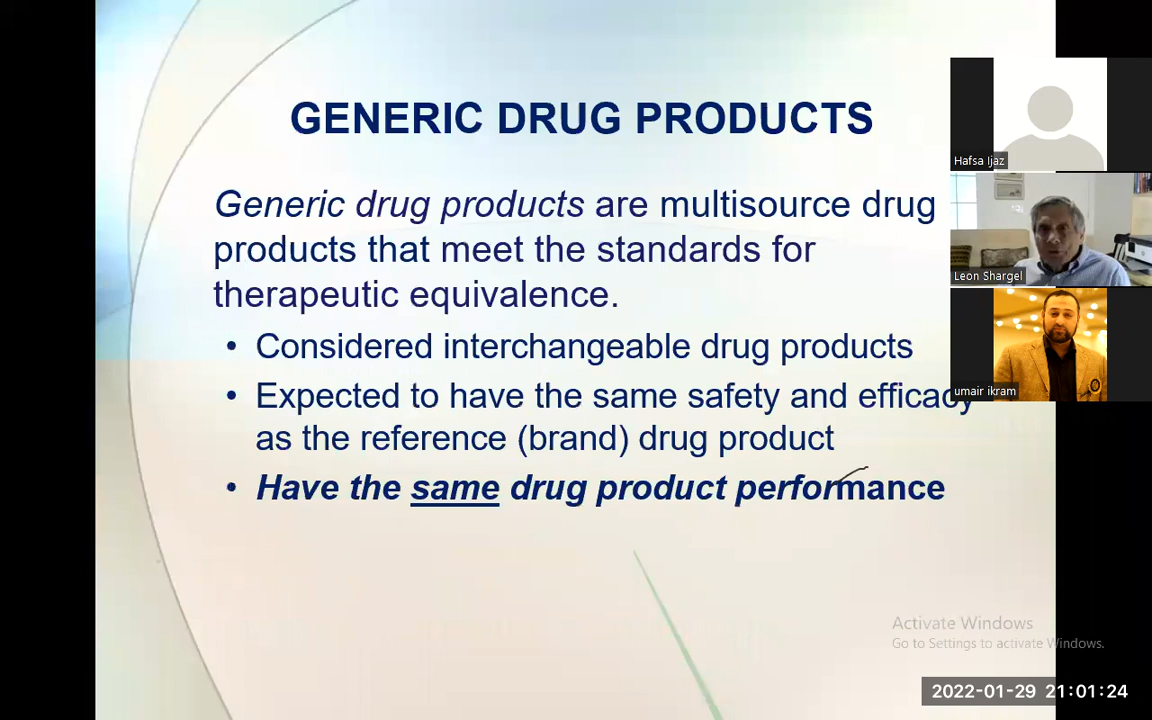 GENERIC DRUG PRODUCTS
Generic drug products are multisource drug
products that meet the standards for
therapeutic equivalence.
• Considered interchangeable drug products
• Expected to have the same safety and efficacy
as the reference (brand) drug product
• Have the same drug product performance
Hafsa Ijaz
Leon Shargel
umair ikram
Activate Windows
Go to Settings to activate Windows.
2022-01-29 21:01:24